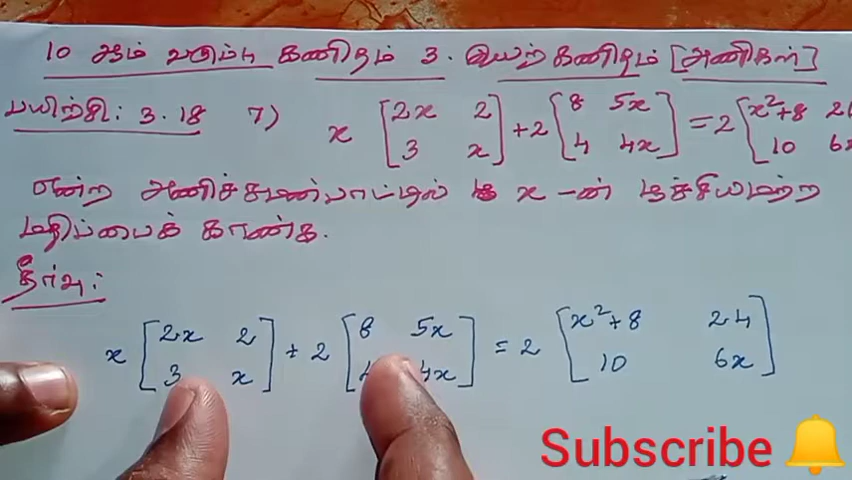 10 ஆம் வகுப்பு கணிதம் 3. இயற்கணிதம் [அணிகள்]
பயிற்சி: 3.18 7) x [2x 2 3 x] + 2 [8 5x 4 4x] = 2 [x²+8 10
என்ற அணிச்சமன்பாட்டில் x-ன் பூச்சியமற்ற
மதிப்பைக் காண்க.
தீர்வு:
x [2x 2 3 x] + 2 [8 5x 4x] = 2 [x²+8 24 10 6x]
Subscribe